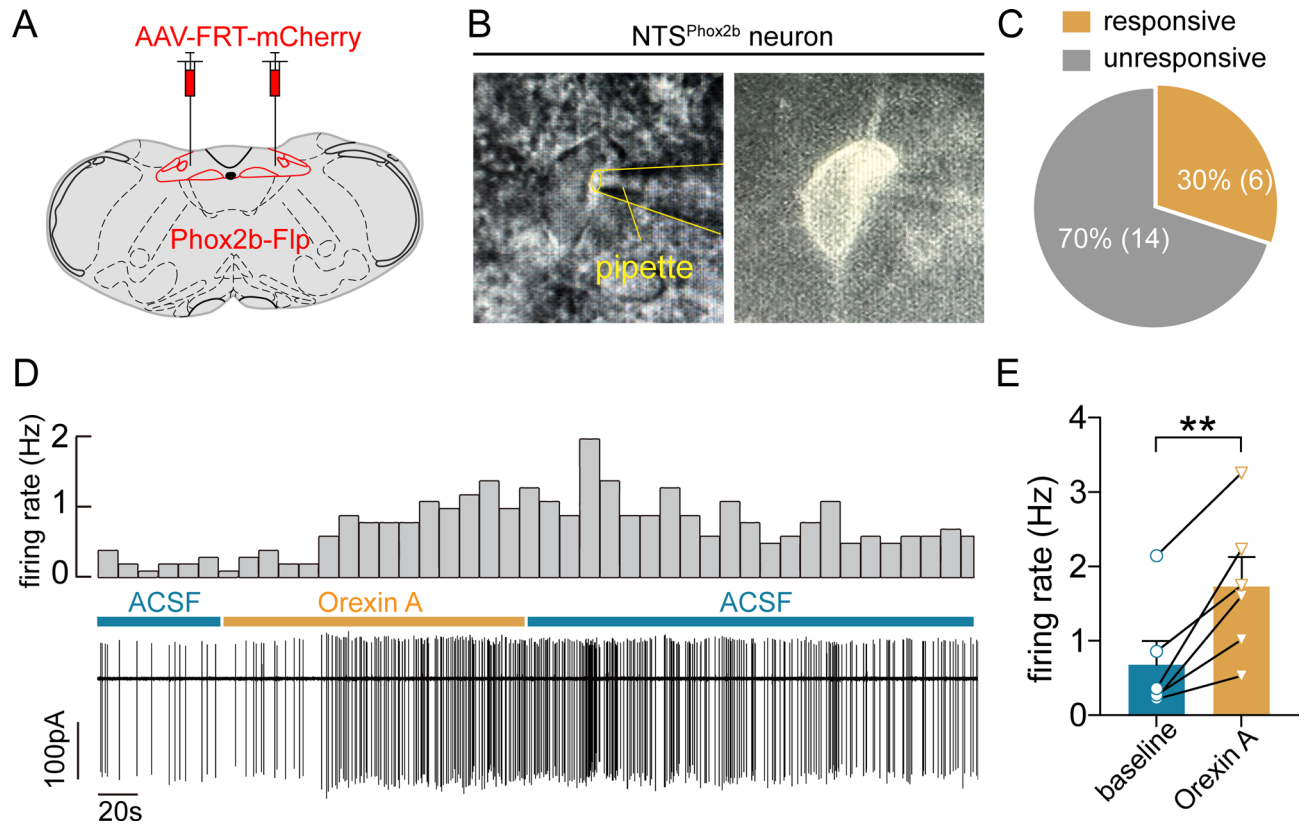 A
AAV-FRT-mCherry
Phox2b-Flp
B
NTSPhox2b neuron
pipette
C
responsive
unresponsive
30% (6)
70% (14)
D
firing rate (Hz)
2
1
0
ACSF Orexin A ACSF
100pA
20s
E
**
firing rate (Hz)
4
3
2
1
0
baseline
Orexin A